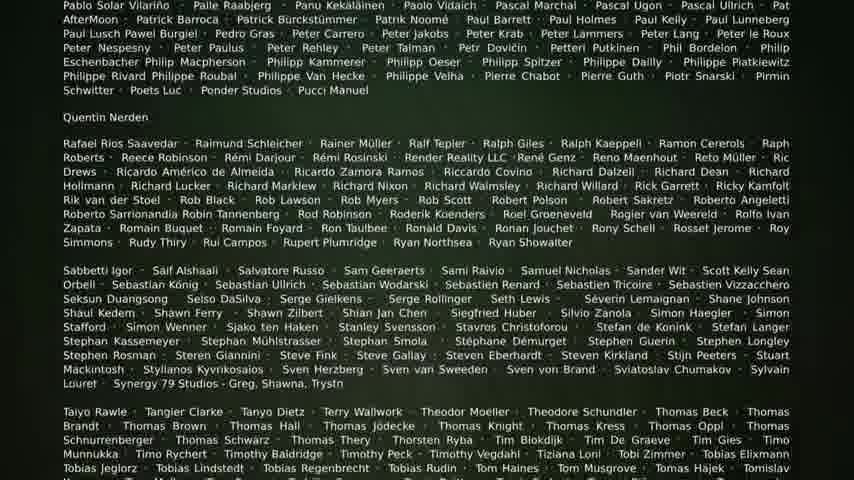 Pablo Solar Vilariño · Palle Raabjerg · Panu Kekäläinen · Paolo Vidaich · Pascal Marchal · Pascal Ugon · Pascal Ullrich · Pat
AfterMoon · Patrick Barroca · Patrick Bürckstümmer · Patrik Noomé · Paul Barrett · Paul Holmes · Paul Kelly · Paul Lunneberg
Paul Lusch Pawel Burgiel · Pedro Gras · Peter Carrero · Peter Jakobs · Peter Krab · Peter Lammers · Peter Lang · Peter le Roux
Peter Nespesny · Peter Paulus · Peter Rehley · Peter Talman · Petr Dovičin · Petteri Putkinen · Phil Bordelon · Philip
Eschenbacher Philip Macpherson · Philipp Kammerer · Philipp Oeser · Philipp Spitzer · Philippe Dailly · Philippe Piatkiewitz
Philippe Rivard Philippe Roubal · Philippe Van Hecke · Philippe Velha · Pierre Chabot · Pierre Guth · Piotr Snarski · Pirmin
Schwitter · Poets Luc · Pender Studios · Pucci Manuel
Quentin Nerden
Rafael Rios Saavedar · Raimund Schleicher · Rainer Müller · Ralf Tepler · Ralph Giles · Ralph Kaeppeli · Ramon Cererols · Raph
Roberts · Reece Robinson · Rémi Darjour · Rémi Rosinski · Render Reality LLC · René Genz · Reno Maenhout · Reto Müller · Ric
Drews · Ricardo Américo de Almeida · Ricardo Zamora Ramos · Riccardo Covino · Richard Dalzell · Richard Dean · Richard
Hollmann · Richard Lucker · Richard Marklew · Richard Nixon · Richard Walmsley · Richard Willard · Rick Garrett · Ricky Kamfolt
Rik van der Stoel · Rob Black · Rob Lawson · Rob Myers · Rob Scott · Robert Polson · Robert Sakretz · Roberto Angeletti
Roberto Sarrionandia Robin Tannenberg · Rod Robinson · Roderik Koenders · Roel Groeneveld · Rogier van Weereld · Rolfo Ivan
Zapata · Romain Buquet · Romain Foyard · Ron Taulbee · Ronald Davis · Ronan Jouchet · Rony Schell · Rosset Jerome · Roy
Simmons · Rudy Thiry · Rui Campos · Rupert Plumridge · Ryan Northsea · Ryan Showalter
Sabbetti Igor · Saif Alshaali · Salvatore Russo · Sam Geeraerts · Sami Raivio · Samuel Nicholas · Sander Wit · Scott Kelly Sean
Orbell · Sebastian König · Sebastian Ullrich · Sebastian Wodarski · Sebastien Renard · Sebastien Tricoire · Sebastien Vizzacchero
Seksun Duangsong · Selso DaSilva · Serge Gielkens · Serge Rollinger · Seth Lewis · Séverin Lemaignan · Shane Johnson
Shaul Kedem · Shawn Ferry · Shawn Zilbert · Shian Jan Chen · Siegfried Huber · Silvio Zanola · Simon Haegler · Simon
Stafford · Simon Wenner · Sjako ten Haken · Stanley Svensson · Stavros Christoforou · Stefan de Konink · Stefan Langer
Stephan Kassemeyer · Stephan Mühlstrasser · Stephan Smola · Stéphane Démurget · Stephen Guerin · Stephen Longley
Stephen Rosman · Steren Giannini · Steve Fink · Steve Gallay · Steven Eberhardt · Steven Kirkland · Stijn Peeters · Stuart
Mackintosh · Stylianos Kyvrikosaios · Sven Herzberg · Sven van Sweeden · Sven von Brand · Sviatoslav Chumakov · Sylvain
Louret · Synergy 79 Studios - Greg, Shawna, Trystn
Taiyo Rawle · Tangier Clarke · Tanyo Dietz · Terry Wallwork · Theodor Moeller · Theodore Schundler · Thomas Beck · Thomas
Brandt · Thomas Brown · Thomas Hall · Thomas Jödecke · Thomas Knight · Thomas Kress · Thomas Oppl · Thomas
Schnurrenberger · Thomas Schwarz · Thomas Thery · Thorsten Ryba · Tim Blokdijk · Tim De Graeve · Tim Gies · Timo
Munnukka · Timo Rychert · Timothy Baldridge · Timothy Peck · Timothy Vegdahl · Tiziana Loni · Tobi Zimmer · Tobias Elixmann
Tobias Jeglorz · Tobias Lindstedt · Tobias Regenbrecht · Tobias Rudin · Tom Haines · Tom Musgrove · Tomas Hajek · Tomislav